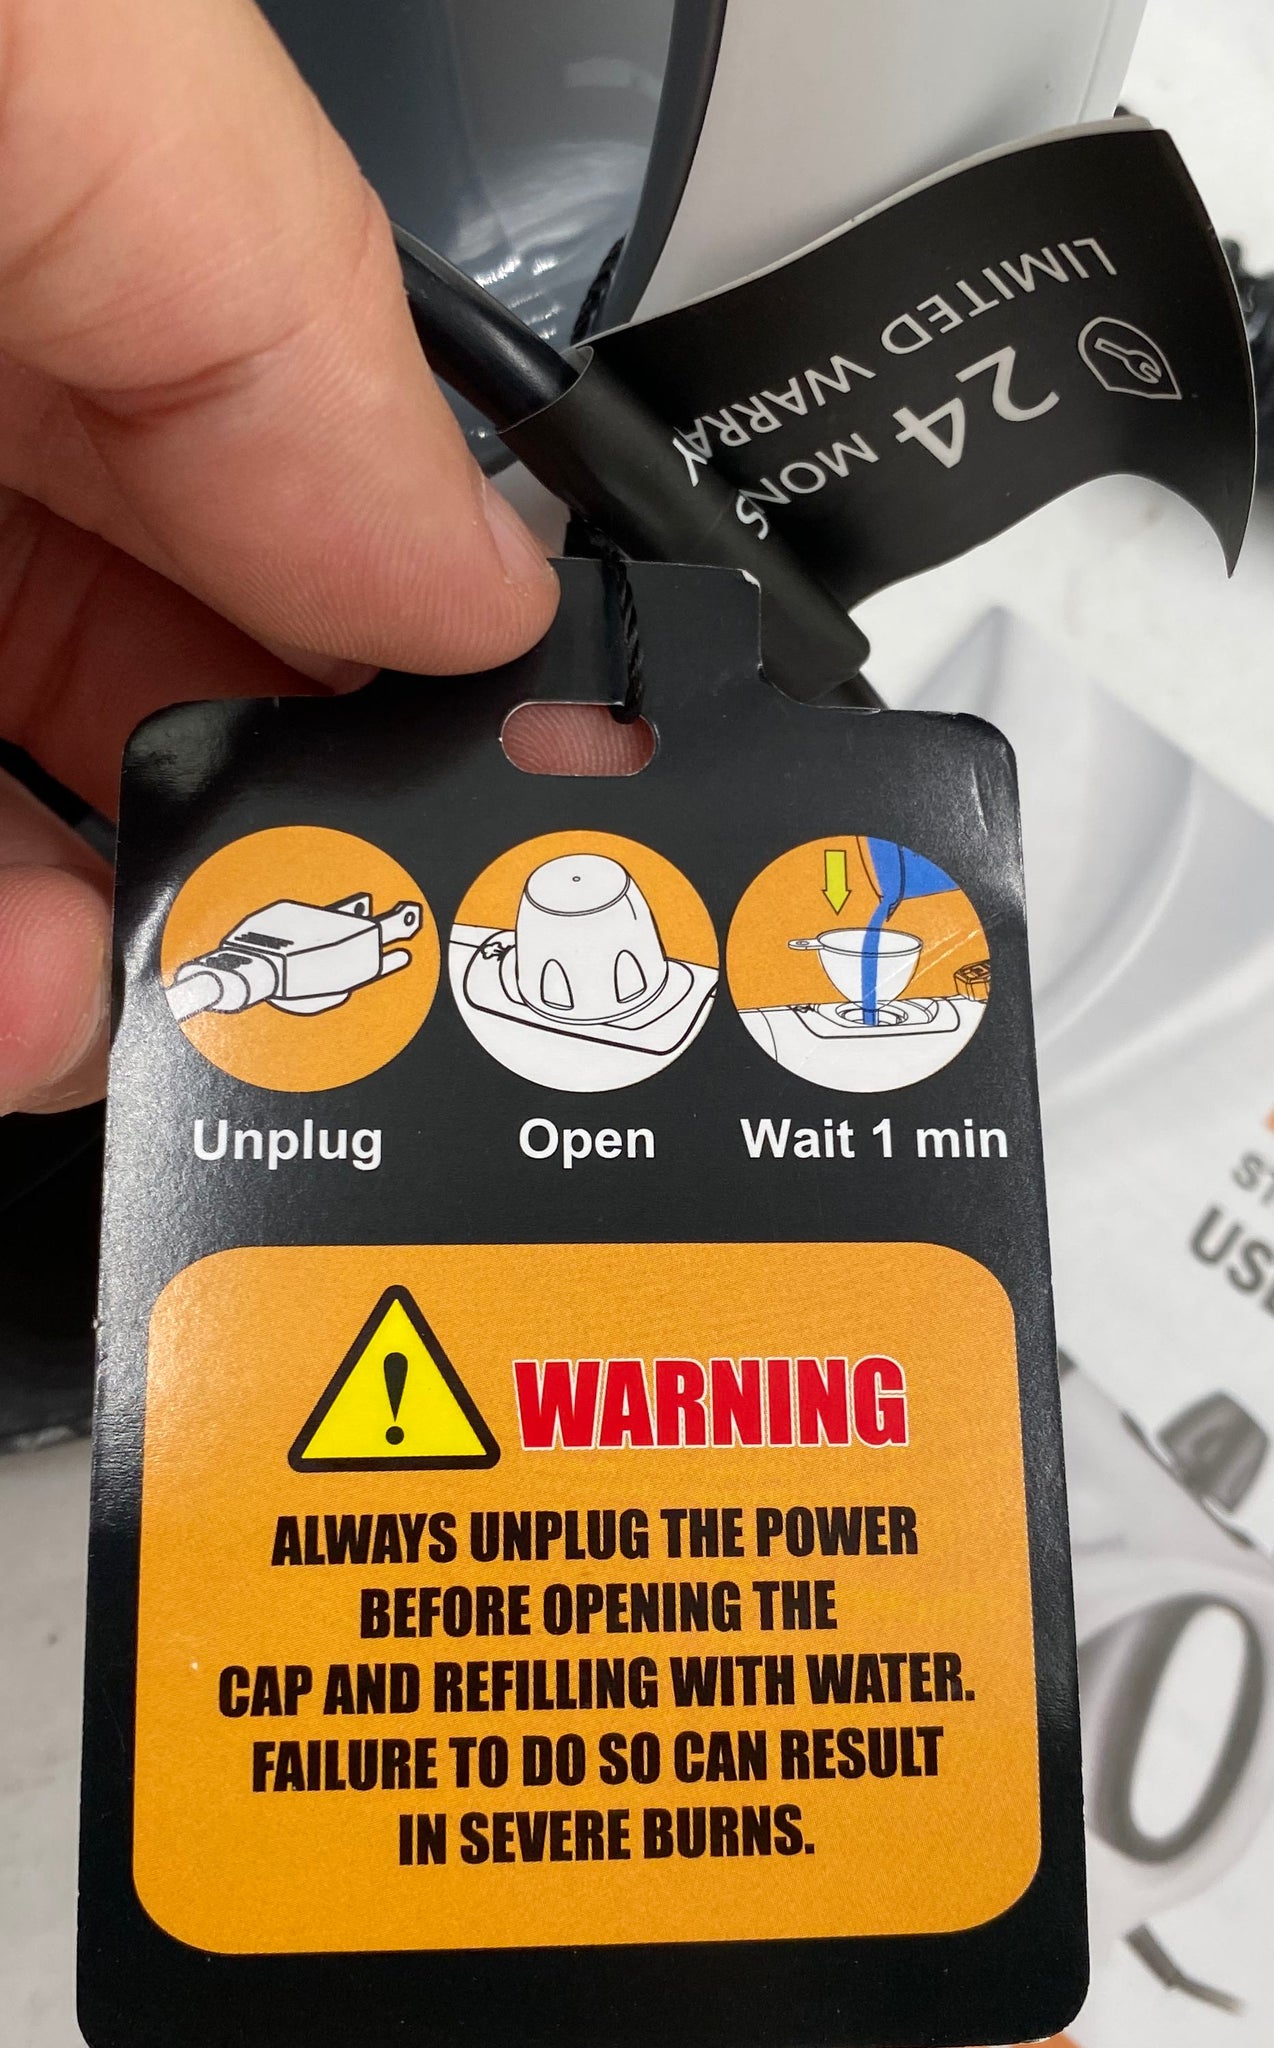 24 MONS
LIMITED WARRAY
Unplug
Open
Wait 1 min
WARNING
ALWAYS UNPLUG THE POWER
BEFORE OPENING THE
CAP AND REFILLING WITH WATER.
FAILURE TO DO SO CAN RESULT
IN SEVERE BURNS.